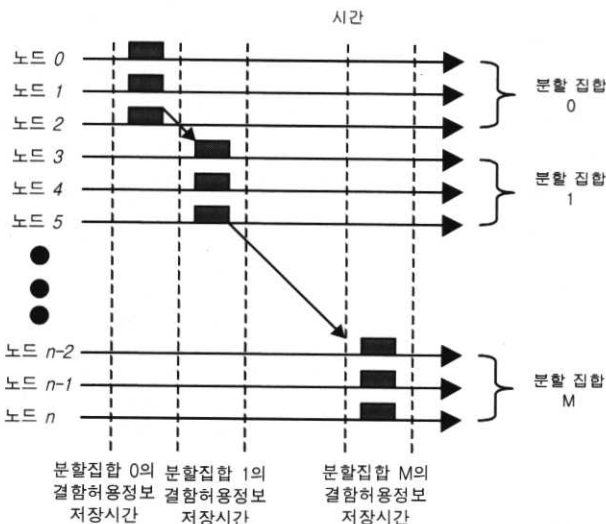 시간
노드 0
노드 1
노드 2
노드 3
노드 4
노드 5
노드 n-2
노드 n-1
노드 n
분할 집합
0
분할 집합
1
분할 집합
M
분할집합 0의
결함허용정보
저장시간
분할집합 1의
결함허용정보
저장시간
분할집합 M의
결함허용정보
저장시간